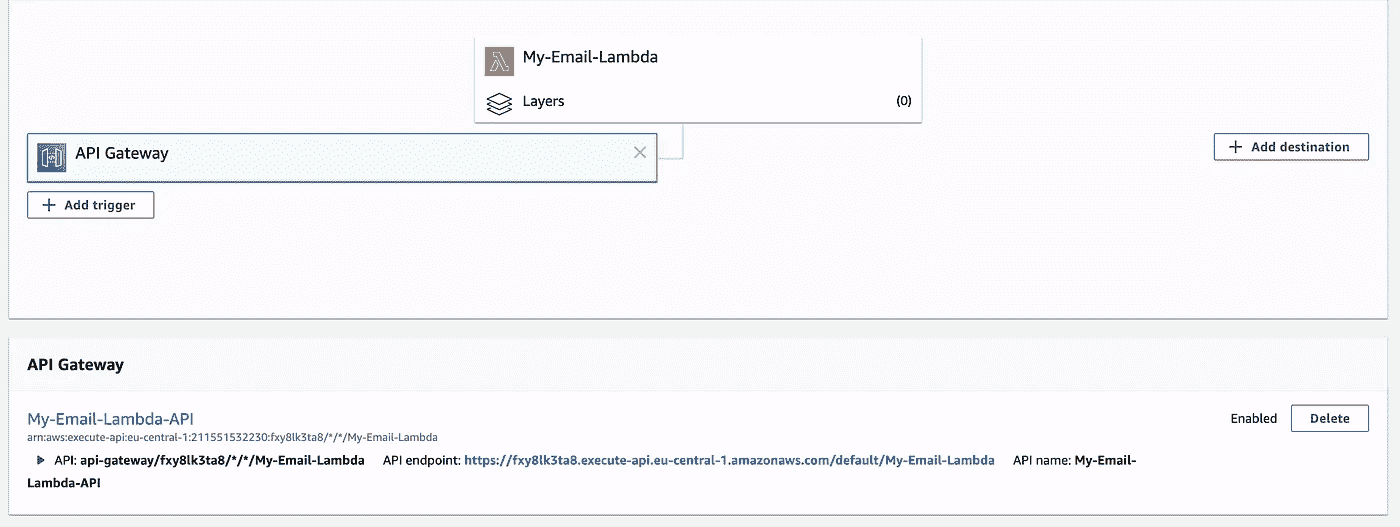 My-Email-Lambda
Layers (0)
API Gateway
+ Add destination
+ Add trigger
API Gateway
My-Email-Lambda-API
Enabled Delete
arn:aws:execute-api:eu-central-1:211551532230:fxy8lk3ta8/*/*/My-Email-Lambda
API: api-gateway/fxy8lk3ta8/*/*/My-Email-Lambda API endpoint: https://fxy8lk3ta8.execute-api.eu-central-1.amazonaws.com/default/My-Email-Lambda API name: My-Email-
Lambda-API